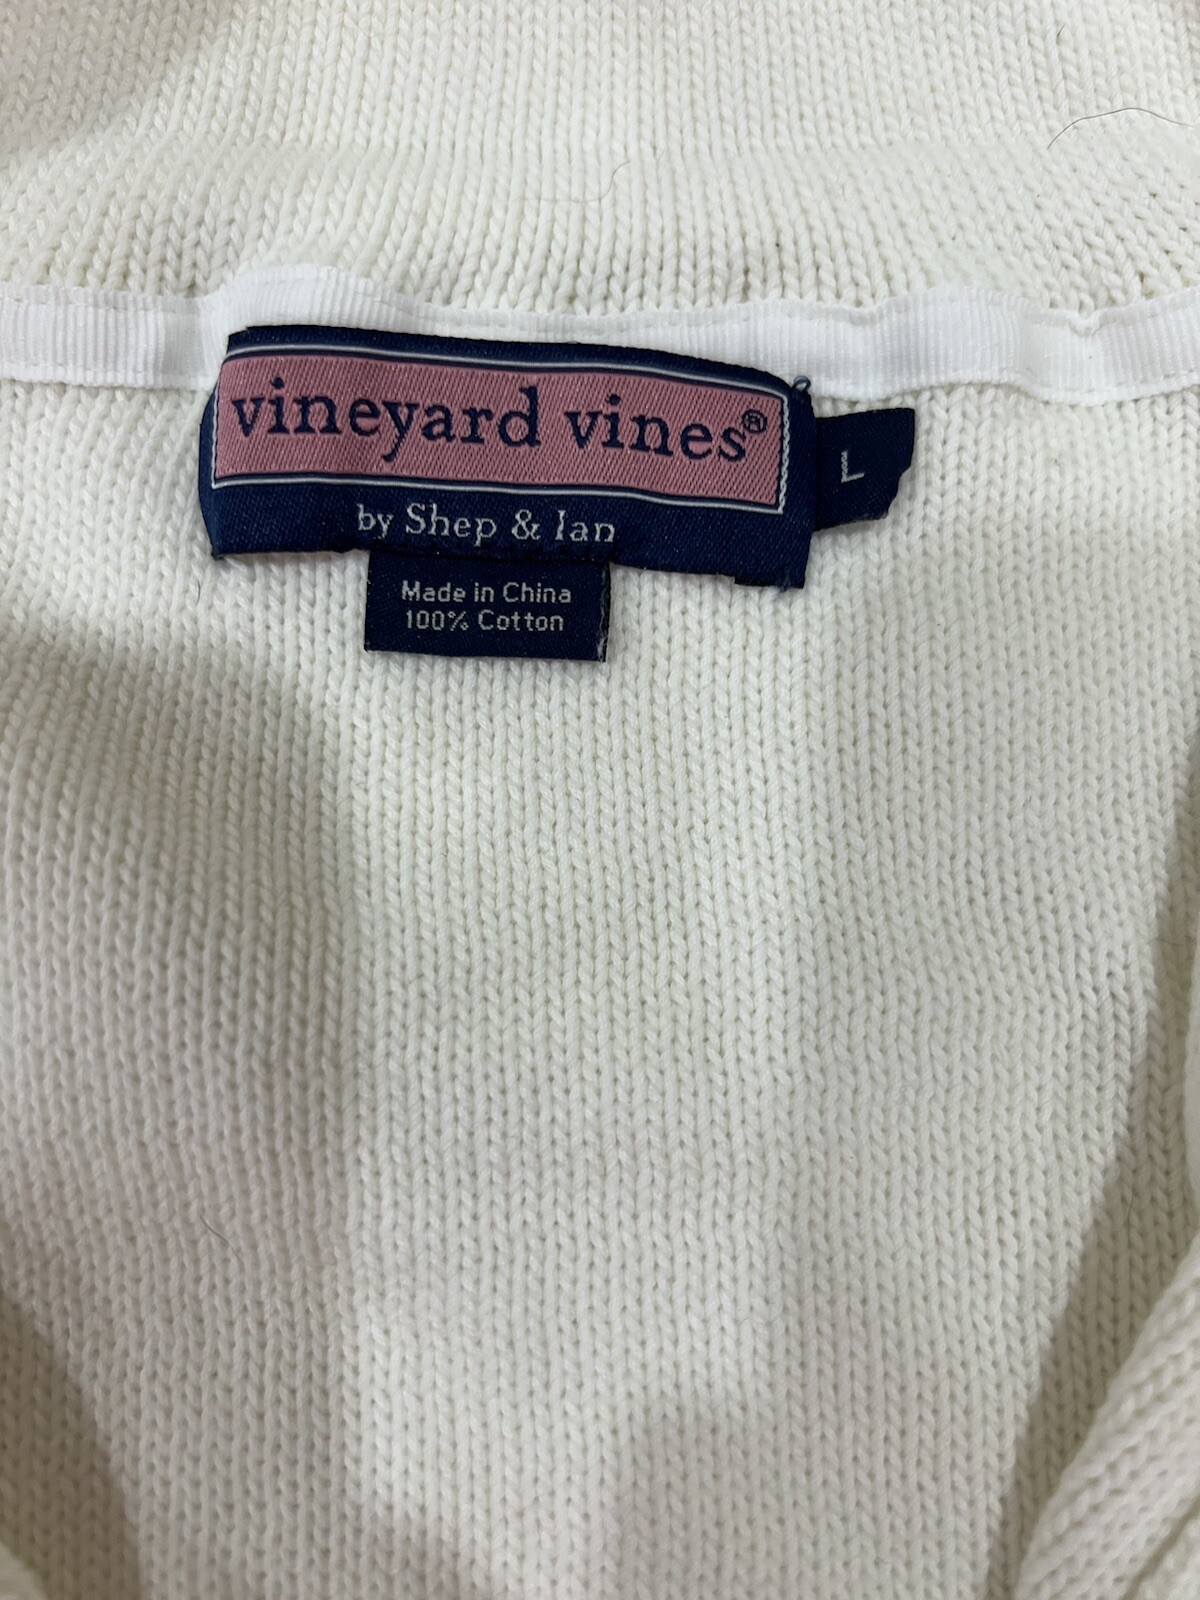 vineyard vines®
L
by Shep & Ian
Made in China
100% Cotton